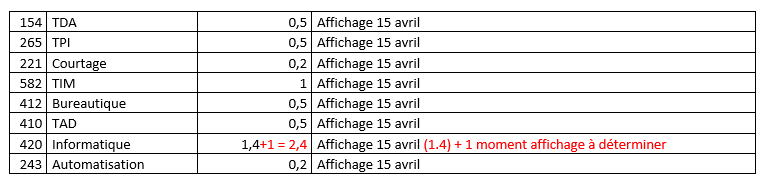 154 TDA 0,5 Affichage 15 avril
265 TPI 0,5 Affichage 15 avril
221 Courtage 0,2 Affichage 15 avril
582 TIM 1 Affichage 15 avril
412 Bureautique 0,5 Affichage 15 avril
410 TAD 0,5 Affichage 15 avril
420 Informatique 1,4+1 = 2,4 Affichage 15 avril (1.4) + 1 moment affichage à déterminer
243 Automatisation 0,2 Affichage 15 avril